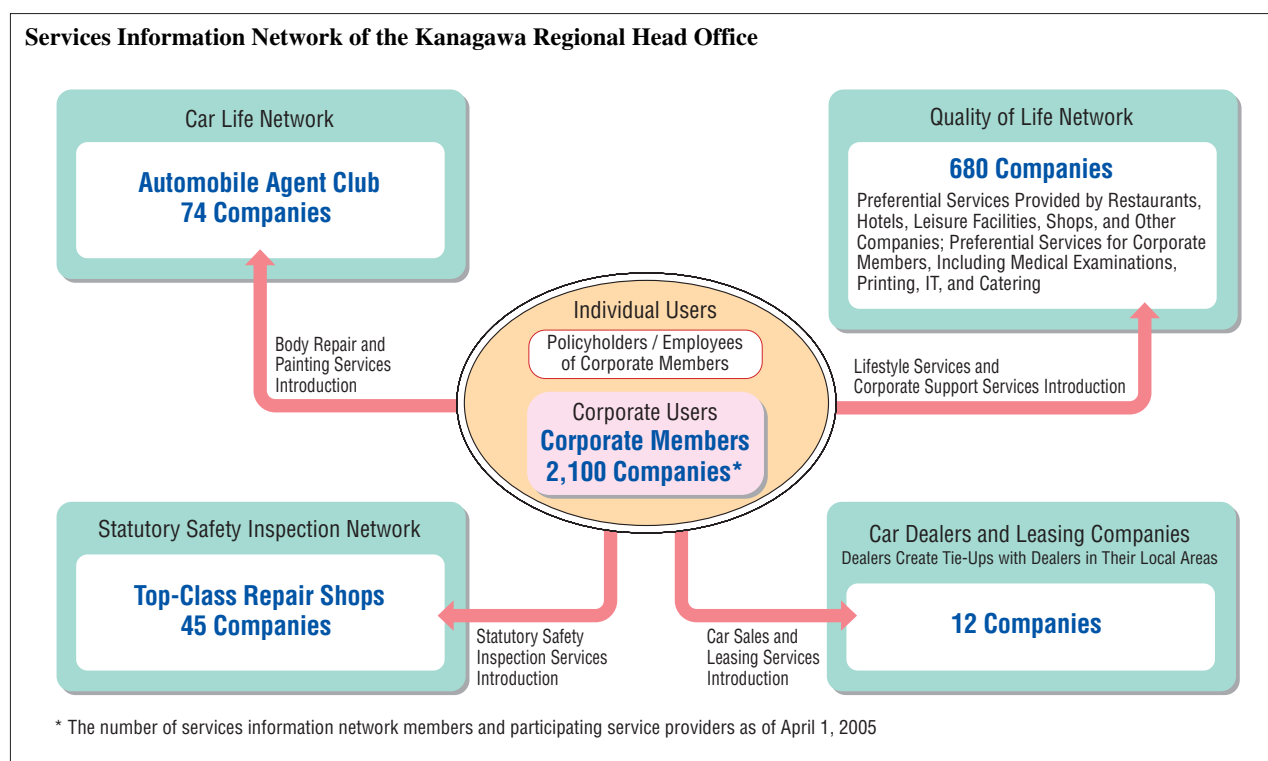 Services Information Network of the Kanagawa Regional Head Office
Car Life Network
Automobile Agent Club
74 Companies
Quality of Life Network
680 Companies
Preferential Services Provided by Restaurants,
Hotels, Leisure Facilities, Shops, and Other
Companies; Preferential Services for Corporate
Members, Including Medical Examinations,
Printing, IT, and Catering
Body Repair and
Painting Services
Introduction
Individual Users
Policyholders / Employees
of Corporate Members
Corporate Users
Corporate Members
2,100 Companies*
Lifestyle Services and
Corporate Support Services Introduction
Statutory Safety Inspection Network
Top-Class Repair Shops
45 Companies
Statutory Safety
Inspection Services
Introduction
Car Sales and
Leasing Services
Introduction
Car Dealers and Leasing Companies
Dealers Create Tie-Ups with Dealers in Their Local Areas
12 Companies
* The number of services information network members and participating service providers as of April 1, 2005